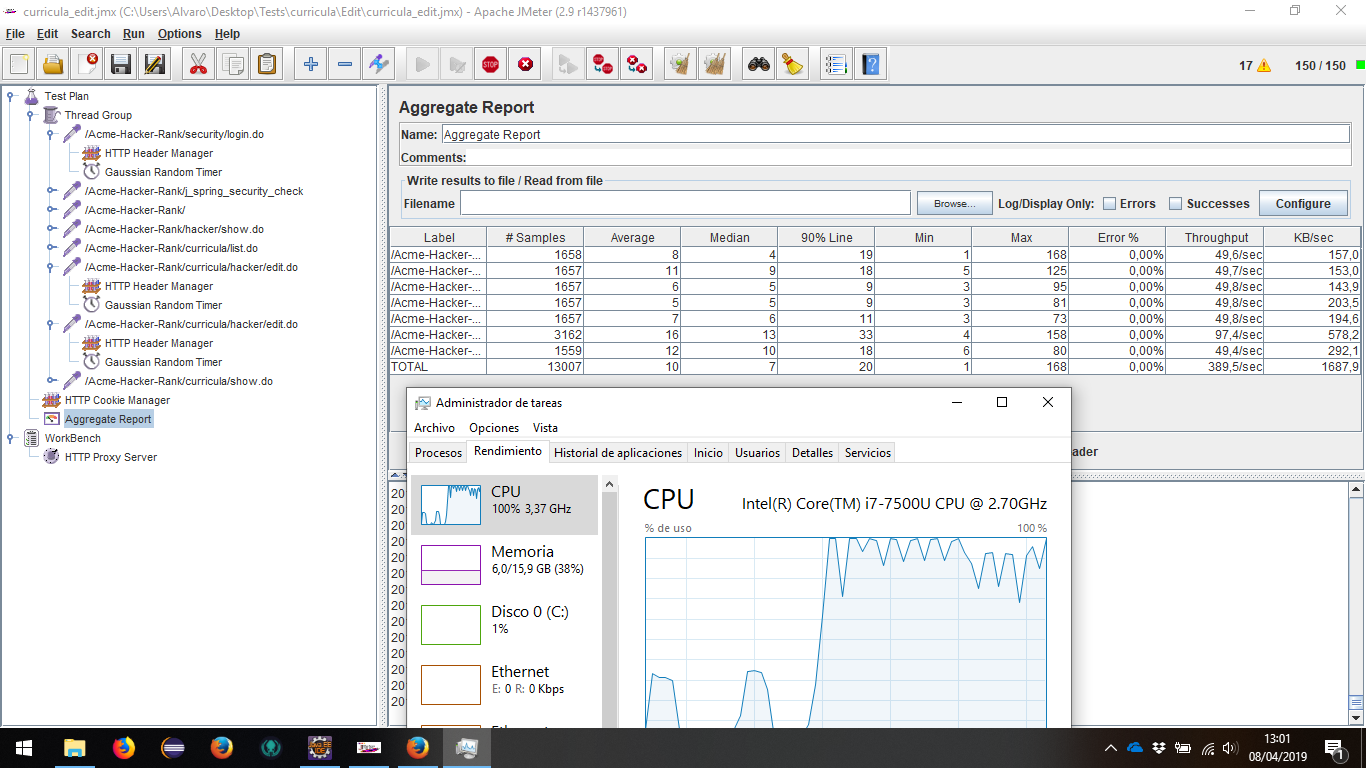 curricula_edit.jmx (C:\Users\Alvaro\Desktop\Tests\curricula\Edit\curricula_edit.jmx) - Apache JMeter (2.9 r1437961)
File Edit Search Run Options Help
17 150 / 150
Test Plan
Thread Group
/Acme-Hacker-Rank/security/login.do
HTTP Header Manager
Gaussian Random Timer
/Acme-Hacker-Rank/j_spring_security_check
/Acme-Hacker-Rank/
/Acme-Hacker-Rank/hacker/show.do
/Acme-Hacker-Rank/curricula/list.do
/Acme-Hacker-Rank/curricula/hacker/edit.do
HTTP Header Manager
Gaussian Random Timer
/Acme-Hacker-Rank/curricula/hacker/edit.do
HTTP Header Manager
Gaussian Random Timer
/Acme-Hacker-Rank/curricula/show.do
HTTP Cookie Manager
Aggregate Report
WorkBench
HTTP Proxy Server
Aggregate Report
Name: Aggregate Report
Comments:
Write results to file / Read from file
Filename Browse... Log/Display Only: Errors Successes Configure
Label # Samples Average Median 90% Line Min Max Error % Throughput KB/sec
/Acme-Hacker-... 1658 8 4 19 1 168 0,00% 49,6/sec 157,0
/Acme-Hacker-... 1657 11 9 18 5 125 0,00% 49,7/sec 153,0
/Acme-Hacker-... 1657 6 5 9 3 95 0,00% 49,8/sec 143,9
/Acme-Hacker-... 1657 5 5 9 3 81 0,00% 49,8/sec 203,5
/Acme-Hacker-... 1657 7 6 11 3 73 0,00% 49,8/sec 194,6
/Acme-Hacker-... 3162 16 13 33 4 158 0,00% 97,4/sec 578,2
/Acme-Hacker-... 1559 12 10 18 6 80 0,00% 49,4/sec 292,1
TOTAL 13007 10 7 20 1 168 0,00% 389,5/sec 1687,9
ader
20
20
20
20
20
20
20
20
20
20
20
20
20
20
Administrador de tareas
Archivo Opciones Vista
Procesos Rendimiento Historial de aplicaciones Inicio Usuarios Detalles Servicios
CPU
100% 3,37 GHz
Memoria
6,0/15,9 GB (38%)
Disco 0 (C:)
1%
Ethernet
E: 0 R: 0 Kbps
CPU Intel(R) Core(TM) i7-7500U CPU @ 2.70GHz
% de uso 100 %
13:01
08/04/2019
1